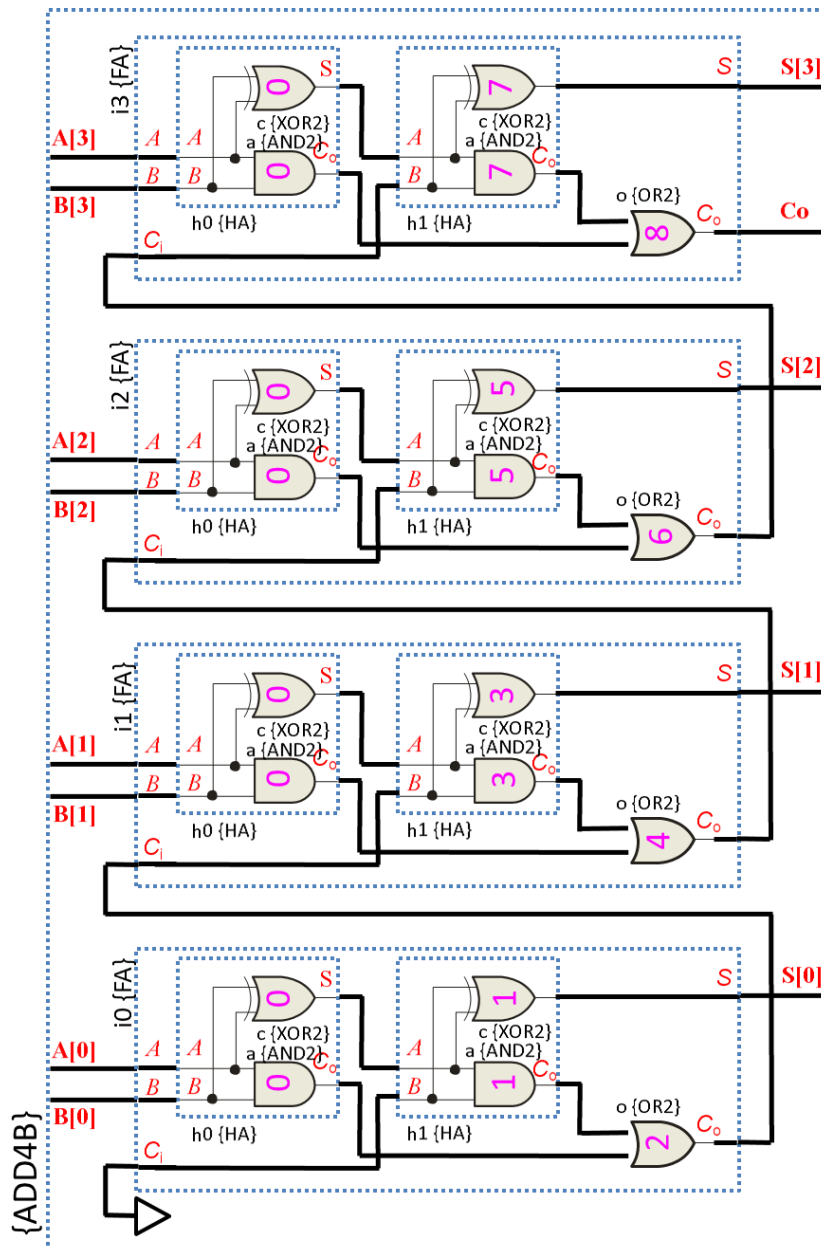 {ADD4B}
i3 {FA}
A[3]
B[3]
A
B
Ci
A
B
0
S
c {XOR2}
a {AND2}
0
Co
h0 {HA}
A
B
7
c {XOR2}
a {AND2}
7
Co
h1 {HA}
o {OR2}
8
Co
S
S[3]
Co
i2 {FA}
A[2]
B[2]
A
B
Ci
A
B
0
S
c {XOR2}
a {AND2}
0
Co
h0 {HA}
A
B
5
c {XOR2}
a {AND2}
5
Co
h1 {HA}
o {OR2}
6
Co
S
S[2]
i1 {FA}
A[1]
B[1]
A
B
Ci
A
B
0
S
c {XOR2}
a {AND2}
0
Co
h0 {HA}
A
B
3
c {XOR2}
a {AND2}
3
Co
h1 {HA}
o {OR2}
4
Co
S
S[1]
i0 {FA}
A[0]
B[0]
A
B
Ci
A
B
0
S
c {XOR2}
a {AND2}
0
Co
h0 {HA}
A
B
1
c {XOR2}
a {AND2}
1
Co
h1 {HA}
o {OR2}
2
Co
S
S[0]